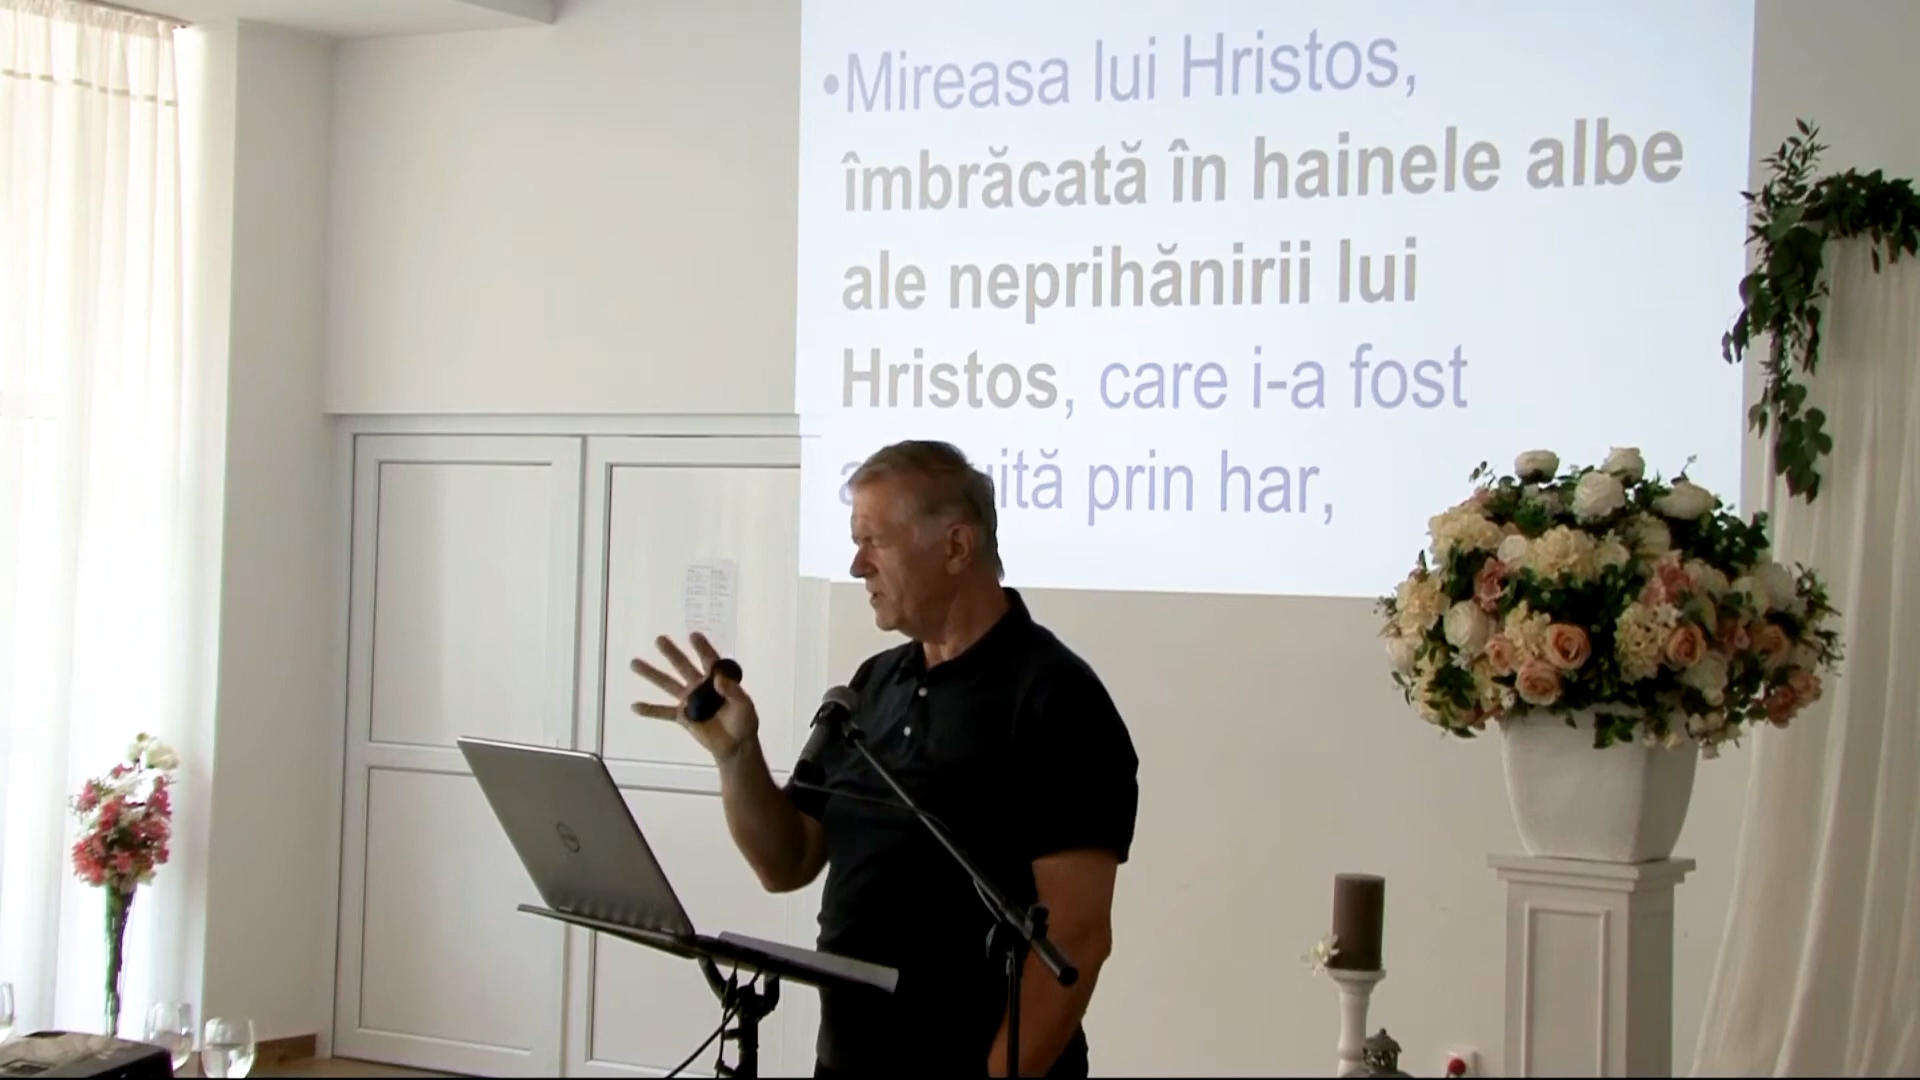 •Mireasa lui Hristos,
îmbrăcată în hainele albe
ale neprihănirii lui
Hristos, care i-a fost
prin har,